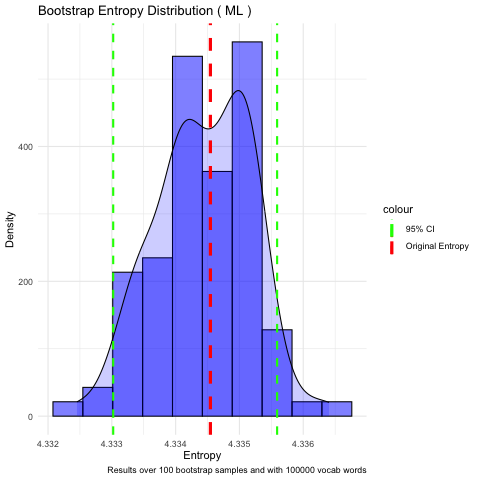 Bootstrap Entropy Distribution ( ML )
Density
400
200
0
4.332 4.333 4.334 4.335 4.336
Entropy
colour
95% CI
Original Entropy
Results over 100 bootstrap samples and with 100000 vocab words